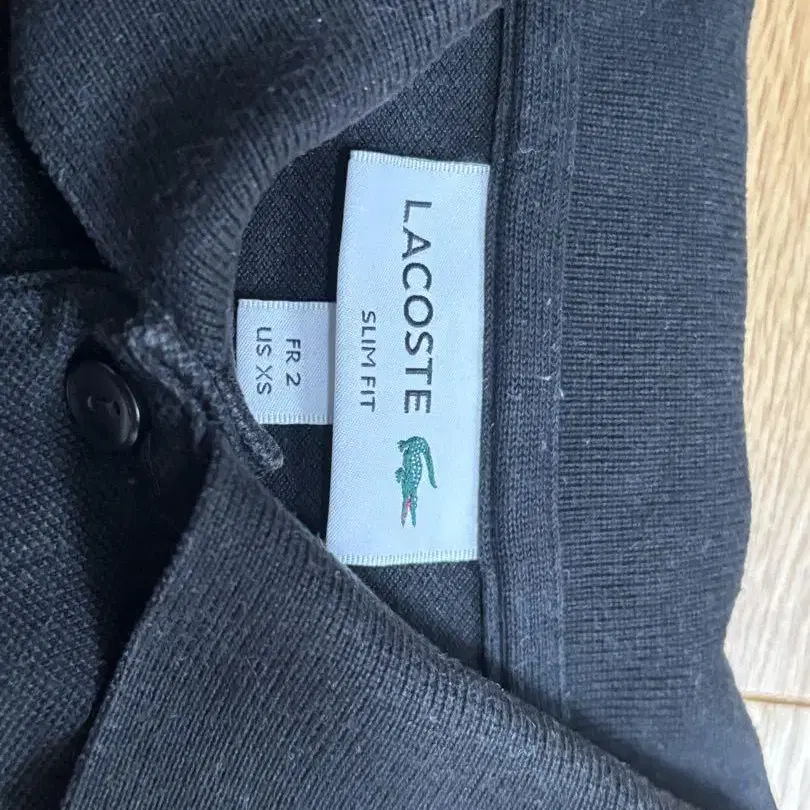 LACOSTE
SLIM FIT
FR 2
US XS